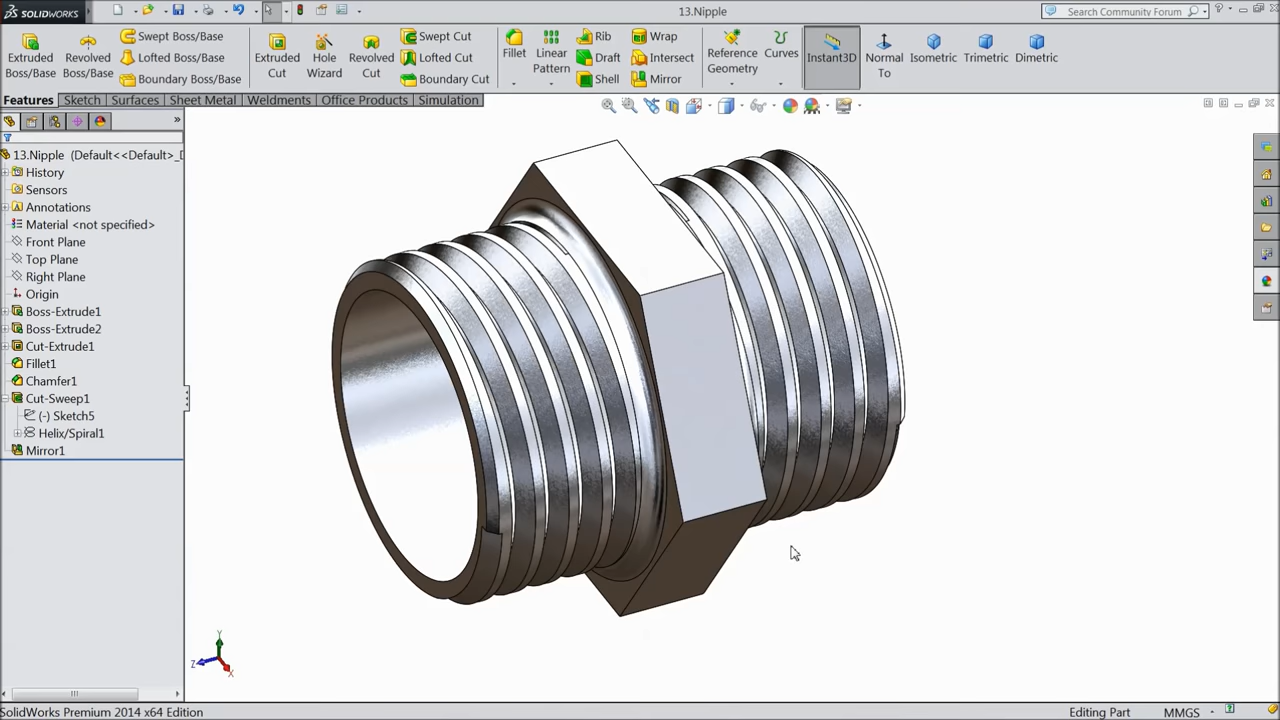 SOLIDWORKS
13.Nipple
Search Community Forum
Extruded Boss/Base
Revolved Boss/Base
Swept Boss/Base
Lofted Boss/Base
Boundary Boss/Base
Extruded Cut
Hole Wizard
Revolved Cut
Swept Cut
Lofted Cut
Boundary Cut
Fillet
Linear Pattern
Rib
Draft
Shell
Wrap
Intersect
Mirror
Reference Geometry
Curves
Instant3D
Normal To
Isometric
Trimetric
Dimetric
Features Sketch Surfaces Sheet Metal Weldments Office Products Simulation
13.Nipple (Default<<Default>_D
History
Sensors
Annotations
Material <not specified>
Front Plane
Top Plane
Right Plane
Origin
Boss-Extrude1
Boss-Extrude2
Cut-Extrude1
Fillet1
Chamfer1
Cut-Sweep1
(-) Sketch5
Helix/Spiral1
Mirror1
Y
Z
X
SolidWorks Premium 2014 x64 Edition
Editing Part
MMGS